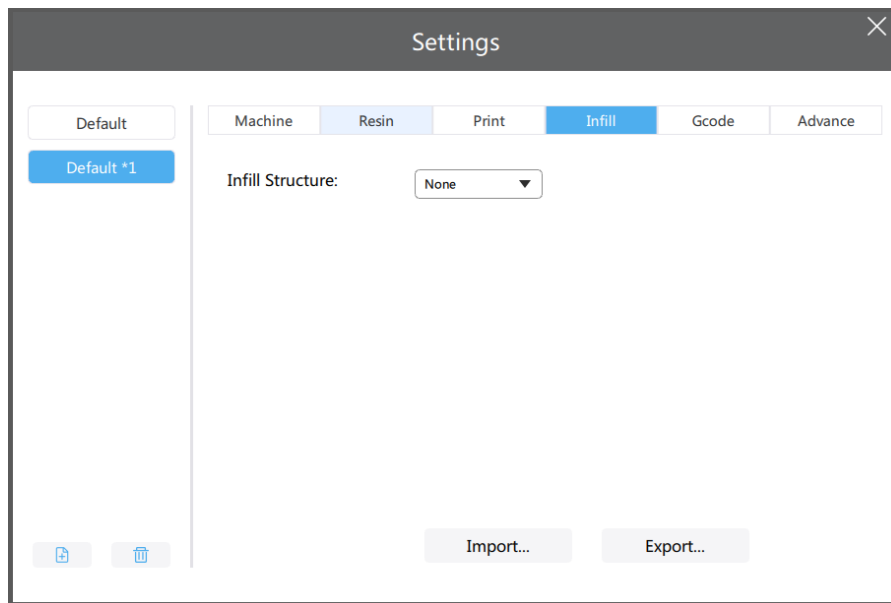 Settings
Default
Default *1
Machine Resin Print Infill Gcode Advance
Infill Structure: None
Import... Export...